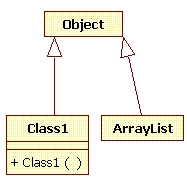 Object
Class1
ArrayList
+ Class1 ( )